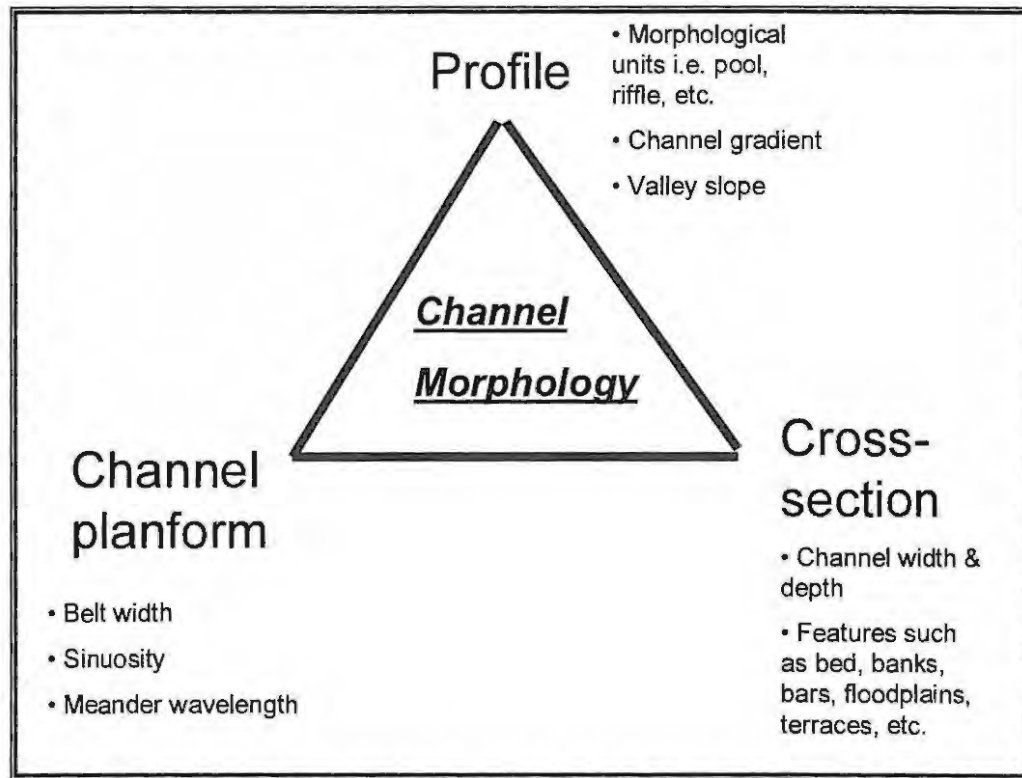 Profile
• Morphological
units i.e. pool,
riffle, etc.
• Channel gradient
• Valley slope
Channel
Morphology
Channel
planform
• Belt width
• Sinuosity
• Meander wavelength
Cross-
section
• Channel width &
depth
• Features such
as bed, banks,
bars, floodplains,
terraces, etc.